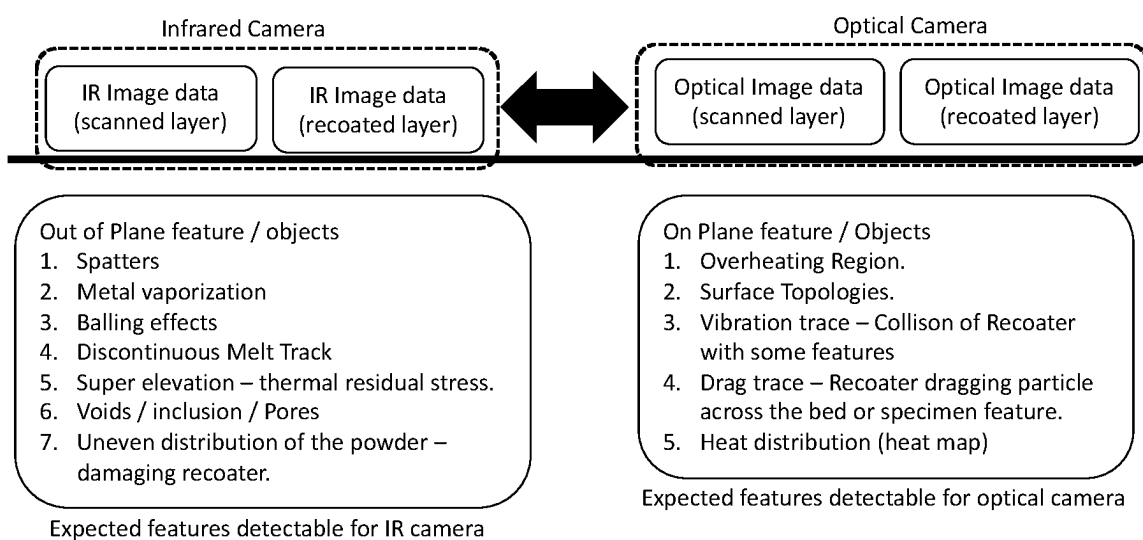 Infrared Camera
Optical Camera
IR Image data
(scanned layer)
IR Image data
(recoated layer)
Optical Image data
(scanned layer)
Optical Image data
(recoated layer)
Out of Plane feature / objects
1. Spatters
2. Metal vaporization
3. Balling effects
4. Discontinuous Melt Track
5. Super elevation – thermal residual stress.
6. Voids / inclusion / Pores
7. Uneven distribution of the powder –
damaging recoater.
Expected features detectable for IR camera
On Plane feature / Objects
1. Overheating Region.
2. Surface Topologies.
3. Vibration trace – Collison of Recoater
with some features
4. Drag trace – Recoater dragging particle
across the bed or specimen feature.
5. Heat distribution (heat map)
Expected features detectable for optical camera